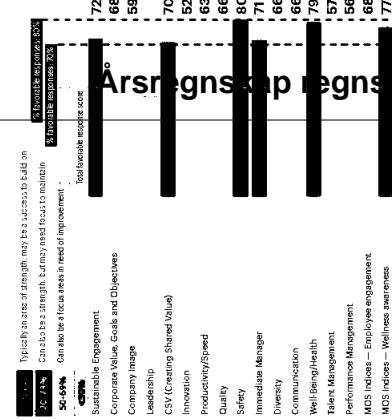 Årsregnskap regns
% favorable responses: 80%
% favorable responses: 70%
Typically an area of strength, may be a success to build on
Can also be a strength, but may need focus to maintain
50-69% Can also be a focus areas in need of improvement
Total favorable response score
Sustainable Engagement 72
Corporate Value, Goals and Objectives 68
Company Image 59
Leadership
CSV (Creating Shared Value) 70
Innovation 52
Productivity/Speed 63
Quality 66
Safety 80
Immediate Manager 71
Diversity 66
Communication 66
Well-Being/Health 79
Talent Management 57
Performance Management 56
KMDS Indices — Employee engagement 68
KMDS Indices — Wellness awareness 77